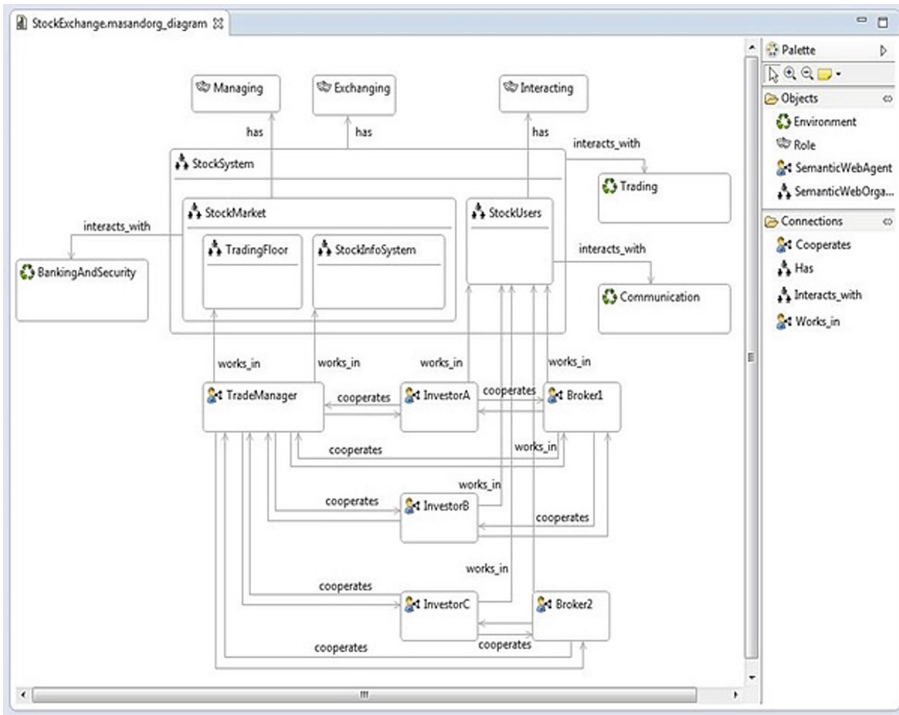 StockExchange.masandorg_diagram
Palette
Managing
Exchanging
Interacting
Objects
Environment
Role
SemanticWebAgent
SemanticWebOrga...
Connections
Cooperates
Has
Interacts_with
Works_in
has
has
has
interacts_with
StockSystem
Trading
StockMarket
StockUsers
interacts_with
TradingFloor
StockInfoSystem
interacts_with
BankingAndSecurity
Communication
works_in
works_in
works_in
works_in
TradeManager
cooperates
InvestorA
cooperates
Broker1
cooperates
works_in
works_in
cooperates
InvestorB
cooperates
works_in
cooperates
InvestorC
Broker2
cooperates
cooperates